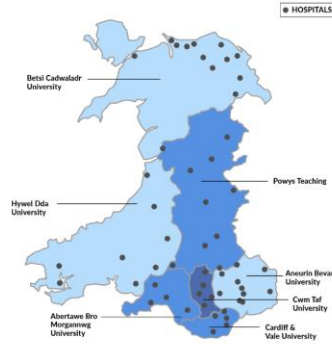 HOSPITALS
Betsi Cadwaladr
University
Powys Teaching
Hywel Dda
University
Aneurin Bevan
University
Cwm Taf
University
Abertawe Bro
Morgannwg
University
Cardiff &
Vale University